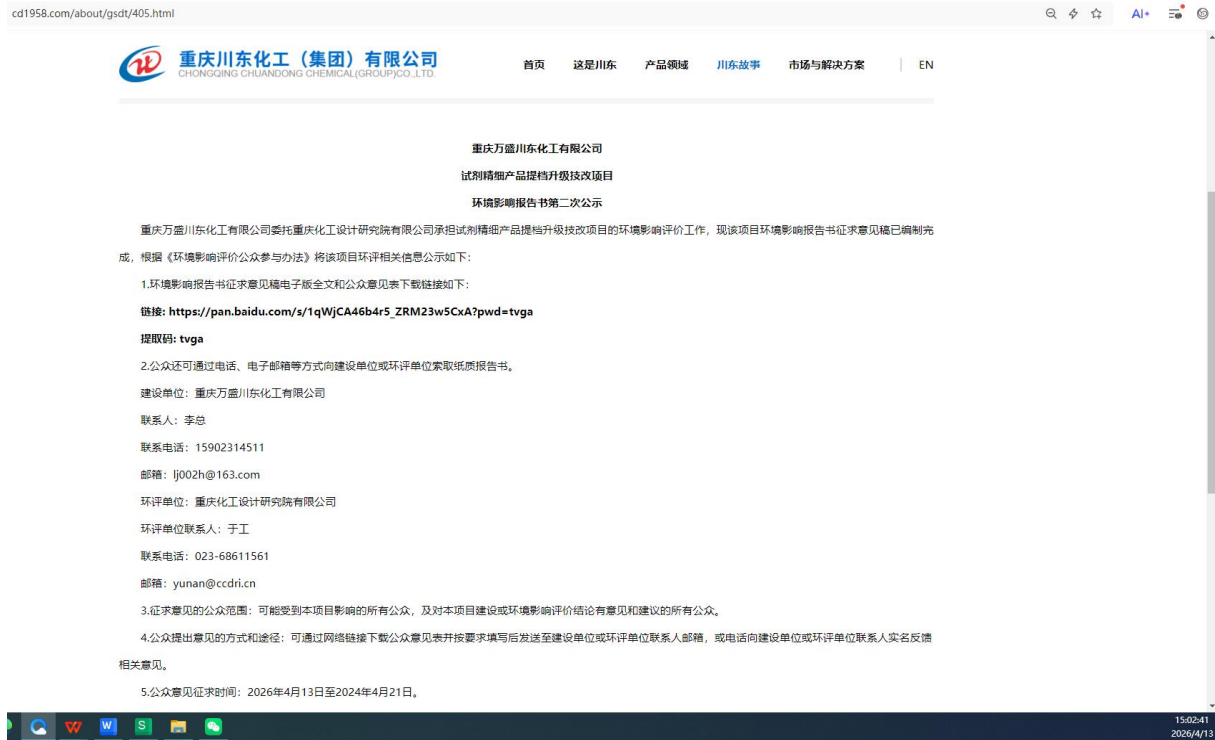 cd1958.com/about/gsdt/405.html
AI+
重庆川东化工（集团）有限公司
CHONGQING CHUANDONG CHEMICAL(GROUP)CO.,LTD.
首页 这是川东 产品领域 川东故事 市场与解决方案 EN
重庆万盛川东化工有限公司
试剂精细产品提档升级技改项目
环境影响报告书第二次公示
重庆万盛川东化工有限公司委托重庆化工设计研究院有限公司承担试剂精细产品提档升级技改项目的环境影响评价工作，现该项目环境影响报告书征求意见稿已编制完
成，根据《环境影响评价公众参与办法》将该项目环评相关信息公示如下：
1.环境影响报告书征求意见稿电子版全文和公众意见表下载链接如下：
链接: https://pan.baidu.com/s/1qWjCA46b4r5_ZRM23w5CxA?pwd=tvga
提取码: tvga
2.公众还可通过电话、电子邮箱等方式向建设单位或环评单位索取纸质报告书。
建设单位：重庆万盛川东化工有限公司
联系人：李总
联系电话：15902314511
邮箱：lj002h@163.com
环评单位：重庆化工设计研究院有限公司
环评单位联系人：于工
联系电话：023-68611561
邮箱：yunan@ccdri.cn
3.征求意见的公众范围：可能受到本项目影响的所有公众，及对本项目建设或环境影响评价结论有意见和建议的所有公众。
4.公众提出意见的方式和途径：可通过网络链接下载公众意见表并按要求填写后发送至建设单位或环评单位联系人邮箱，或电话向建设单位或环评单位联系人实名反馈
相关意见。
5.公众意见征求时间：2026年4月13日至2024年4月21日。
15:02:41
2026/4/13